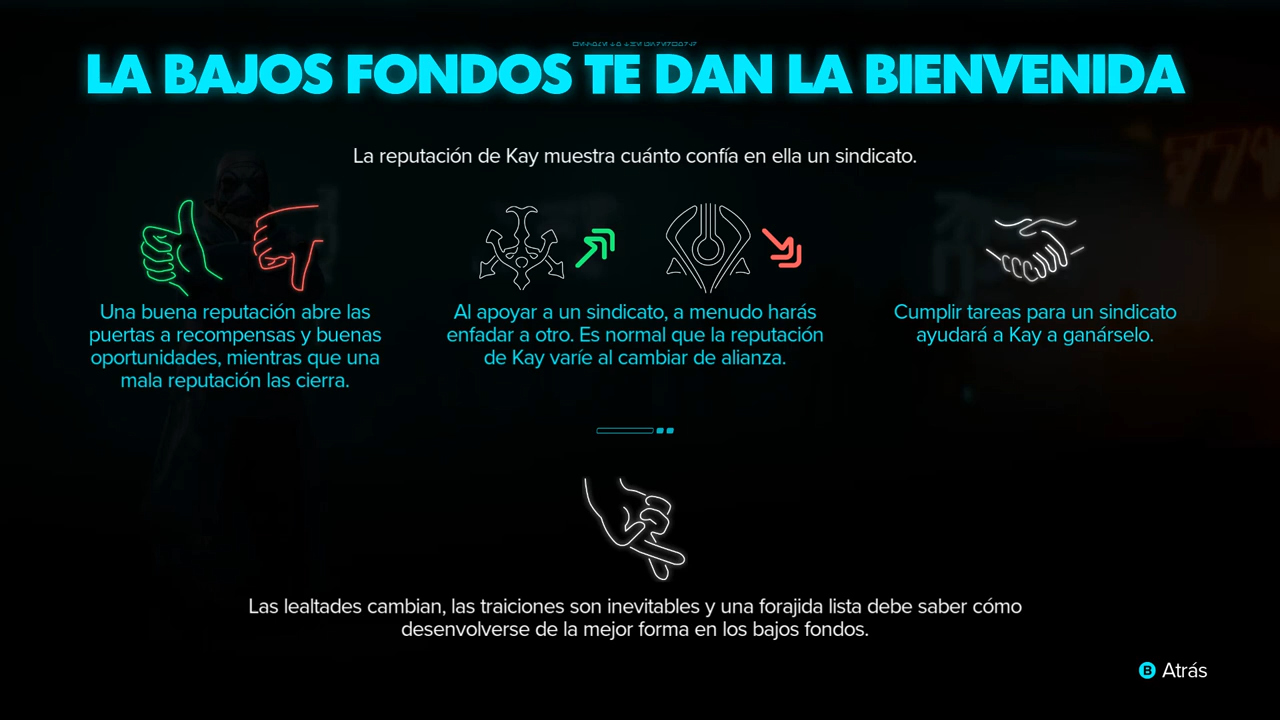 LA BAJOS FONDOS TE DAN LA BIENVENIDA
La reputación de Kay muestra cuánto confía en ella un sindicato.
Una buena reputación abre las
puertas a recompensas y buenas
oportunidades, mientras que una
mala reputación las cierra.
Al apoyar a un sindicato, a menudo harás
enfadar a otro. Es normal que la reputación
de Kay varíe al cambiar de alianza.
Cumplir tareas para un sindicato
ayudará a Kay a ganárselo.
Las lealtades cambian, las traiciones son inevitables y una forajida lista debe saber cómo
desenvolverse de la mejor forma en los bajos fondos.
B Atrás